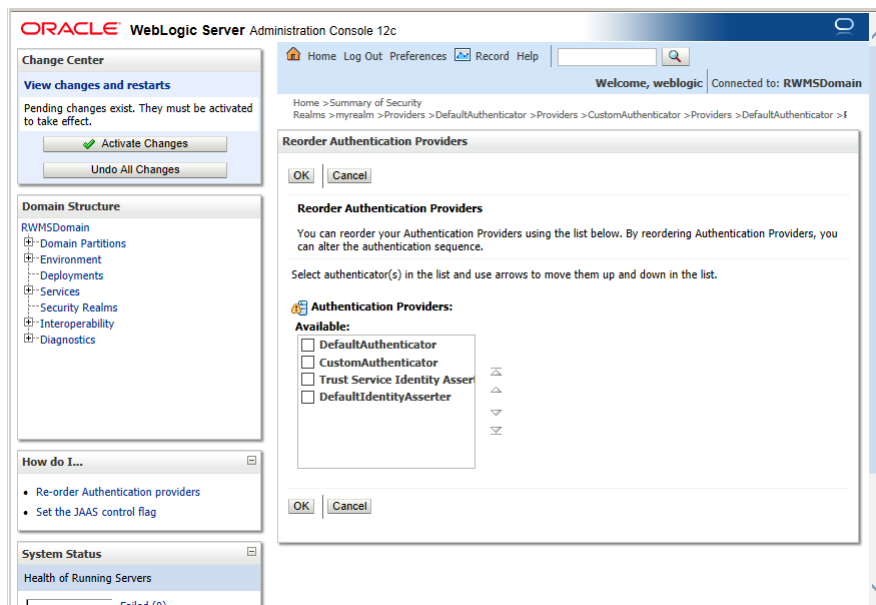 ORACLE WebLogic Server Administration Console 12c
Change Center
View changes and restarts
Pending changes exist. They must be activated
to take effect.
Activate Changes
Undo All Changes
Domain Structure
RWMSDomain
Domain Partitions
Environment
Deployments
Services
Security Realms
Interoperability
Diagnostics
How do I...
Re-order Authentication providers
Set the JAAS control flag
System Status
Health of Running Servers
Failed (0)
Home Log Out Preferences Record Help
Welcome, weblogic Connected to: RWMSDomain
Home >Summary of Security
Realms >myrealm >Providers >DefaultAuthenticator >Providers >CustomAuthenticator >Providers >DefaultAuthenticator >
Reorder Authentication Providers
OK Cancel
Reorder Authentication Providers
You can reorder your Authentication Providers using the list below. By reordering Authentication Providers, you
can alter the authentication sequence.
Select authenticator(s) in the list and use arrows to move them up and down in the list.
Authentication Providers:
Available:
DefaultAuthenticator
CustomAuthenticator
Trust Service Identity Assert
DefaultIdentityAsserter
OK Cancel